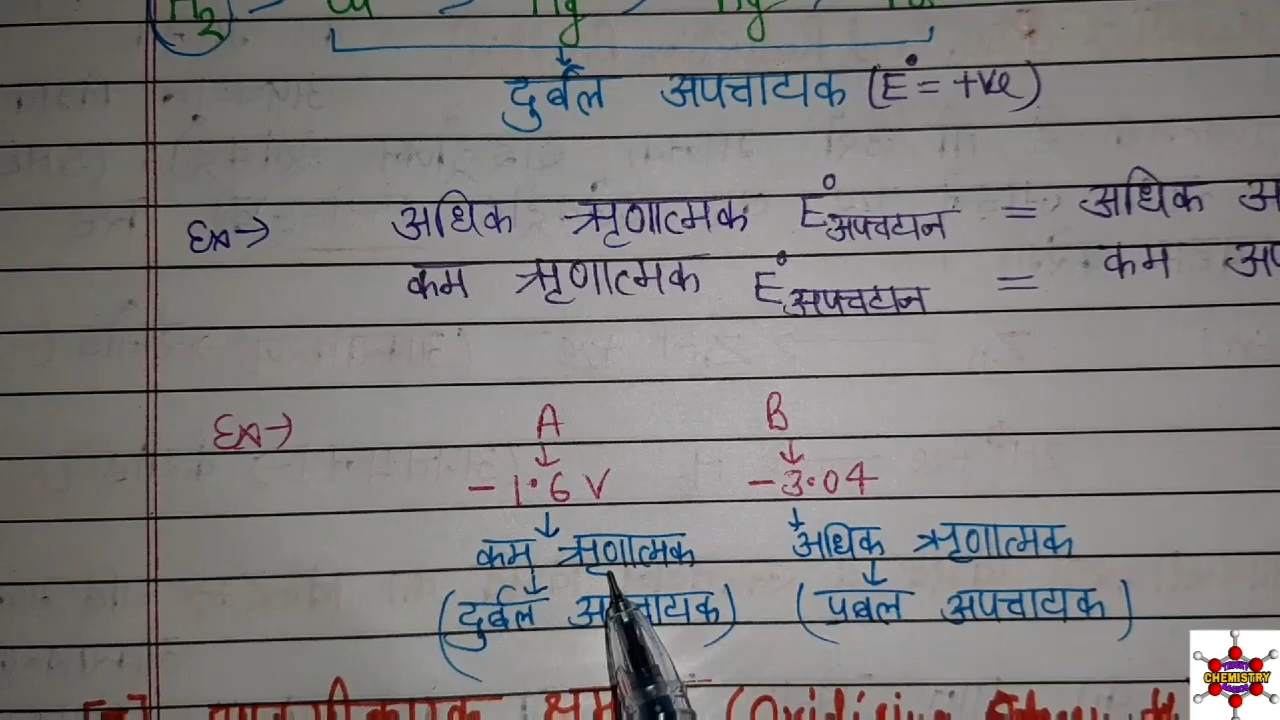 H2
दुर्बल अपचायक (E° = +Ve)
Ex→ अधिक ऋणात्मक E°अपचयन = अधिक
कम ऋणात्मक E°अपचयन = कम
Ex→ A B
-1.6 V -3.04
कम ऋणात्मक अधिक ऋणात्मक
(दुर्बल अपचायक) (प्रबल अपचायक)
CHEMISTRY